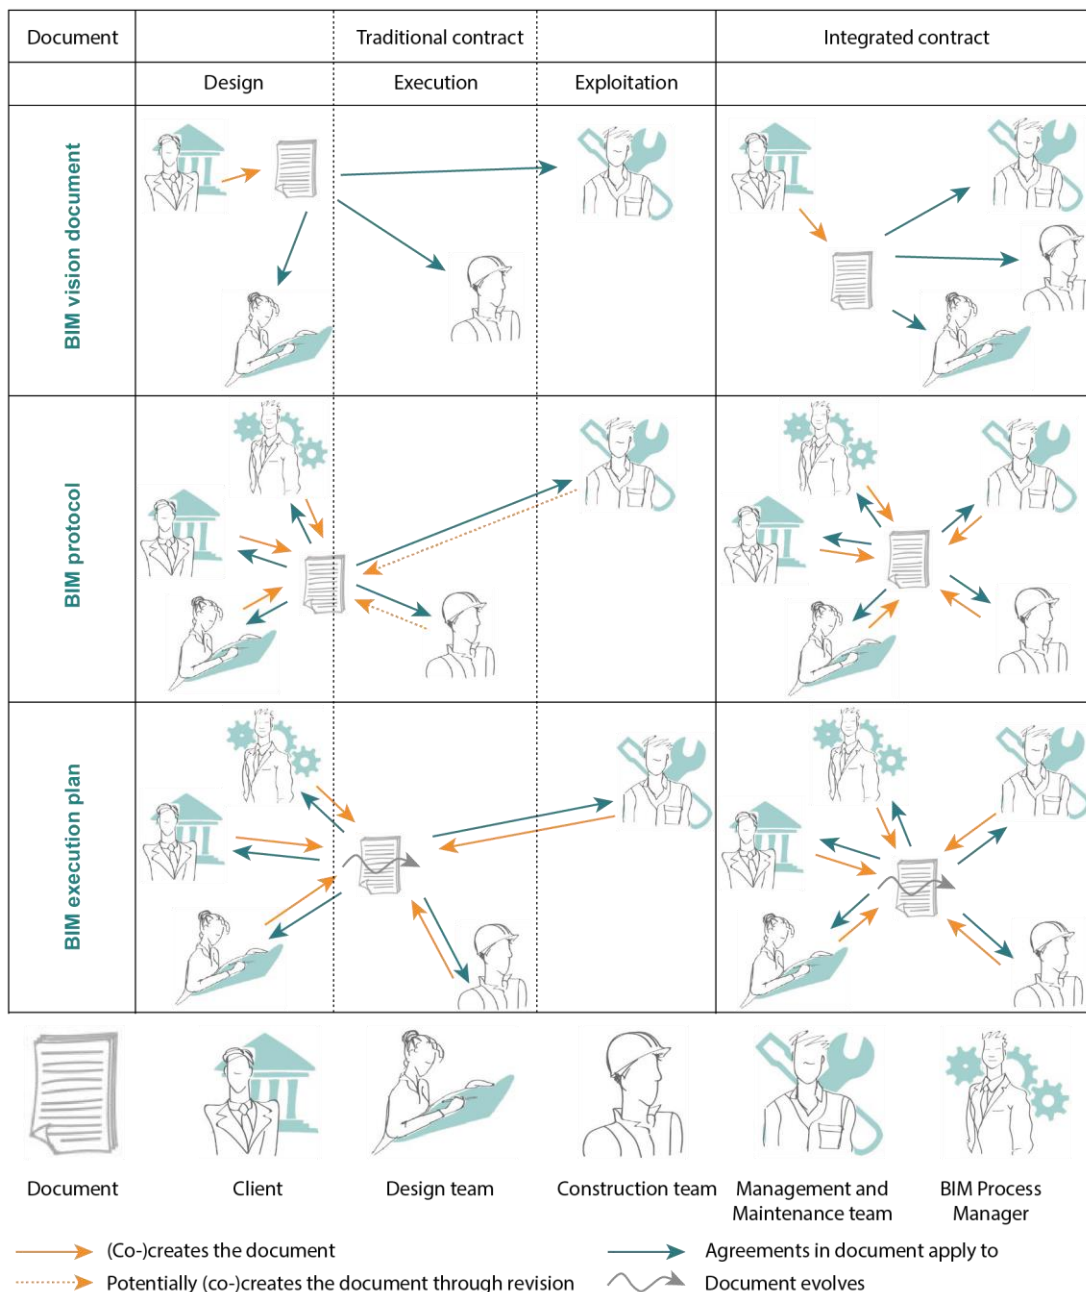 Document
Traditional contract
Integrated contract
Design
Execution
Exploitation
BIM vision document
BIM protocol
BIM execution plan
Document
Client
Design team
Construction team
Management and
Maintenance team
BIM Process
Manager
(Co-)creates the document
Agreements in document apply to
Potentially (co-)creates the document through revision
Document evolves